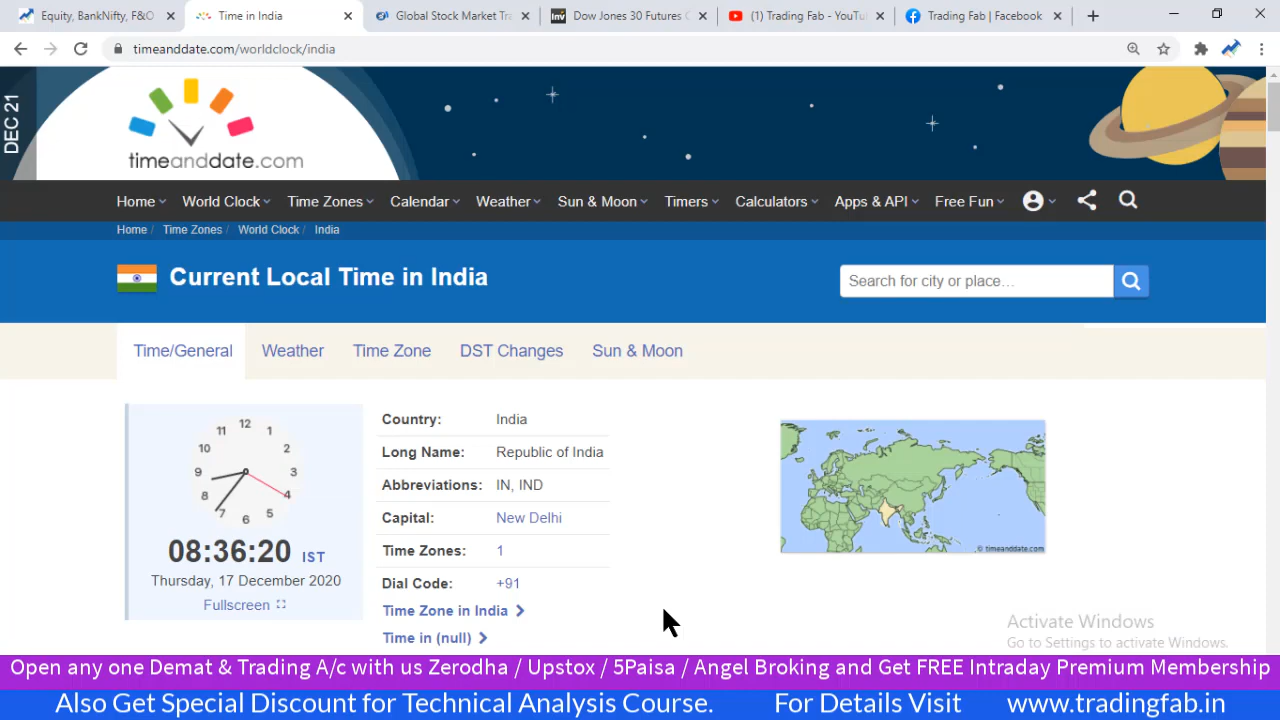 Equity, BankNifty, F&O
Time in India
Global Stock Market Tra
Dow Jones 30 Futures C
(1) Trading Fab - YouTu
Trading Fab | Facebook
timeanddate.com/worldclock/india
DEC 21
timeanddate.com
Home World Clock Time Zones Calendar Weather Sun & Moon Timers Calculators Apps & API Free Fun
Home / Time Zones / World Clock / India
Current Local Time in India
Search for city or place...
Time/General Weather Time Zone DST Changes Sun & Moon
12 1 2 3 4 5 6 7 8 9 10 11
08:36:20 IST
Thursday, 17 December 2020
Fullscreen
Country: India
Long Name: Republic of India
Abbreviations: IN, IND
Capital: New Delhi
Time Zones: 1
Dial Code: +91
Time Zone in India
Time in (null)
© timeanddate.com
Activate Windows
Go to Settings to activate Windows.
Open any one Demat & Trading A/c with us Zerodha / Upstox / 5Paisa / Angel Broking and Get FREE Intraday Premium Membership
Also Get Special Discount for Technical Analysis Course. For Details Visit www.tradingfab.in